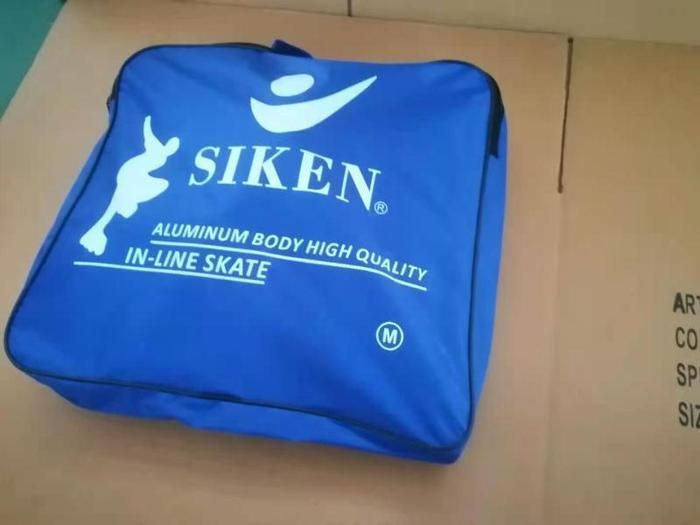 SIKEN®
ALUMINUM BODY HIGH QUALITY
IN-LINE SKATE
M